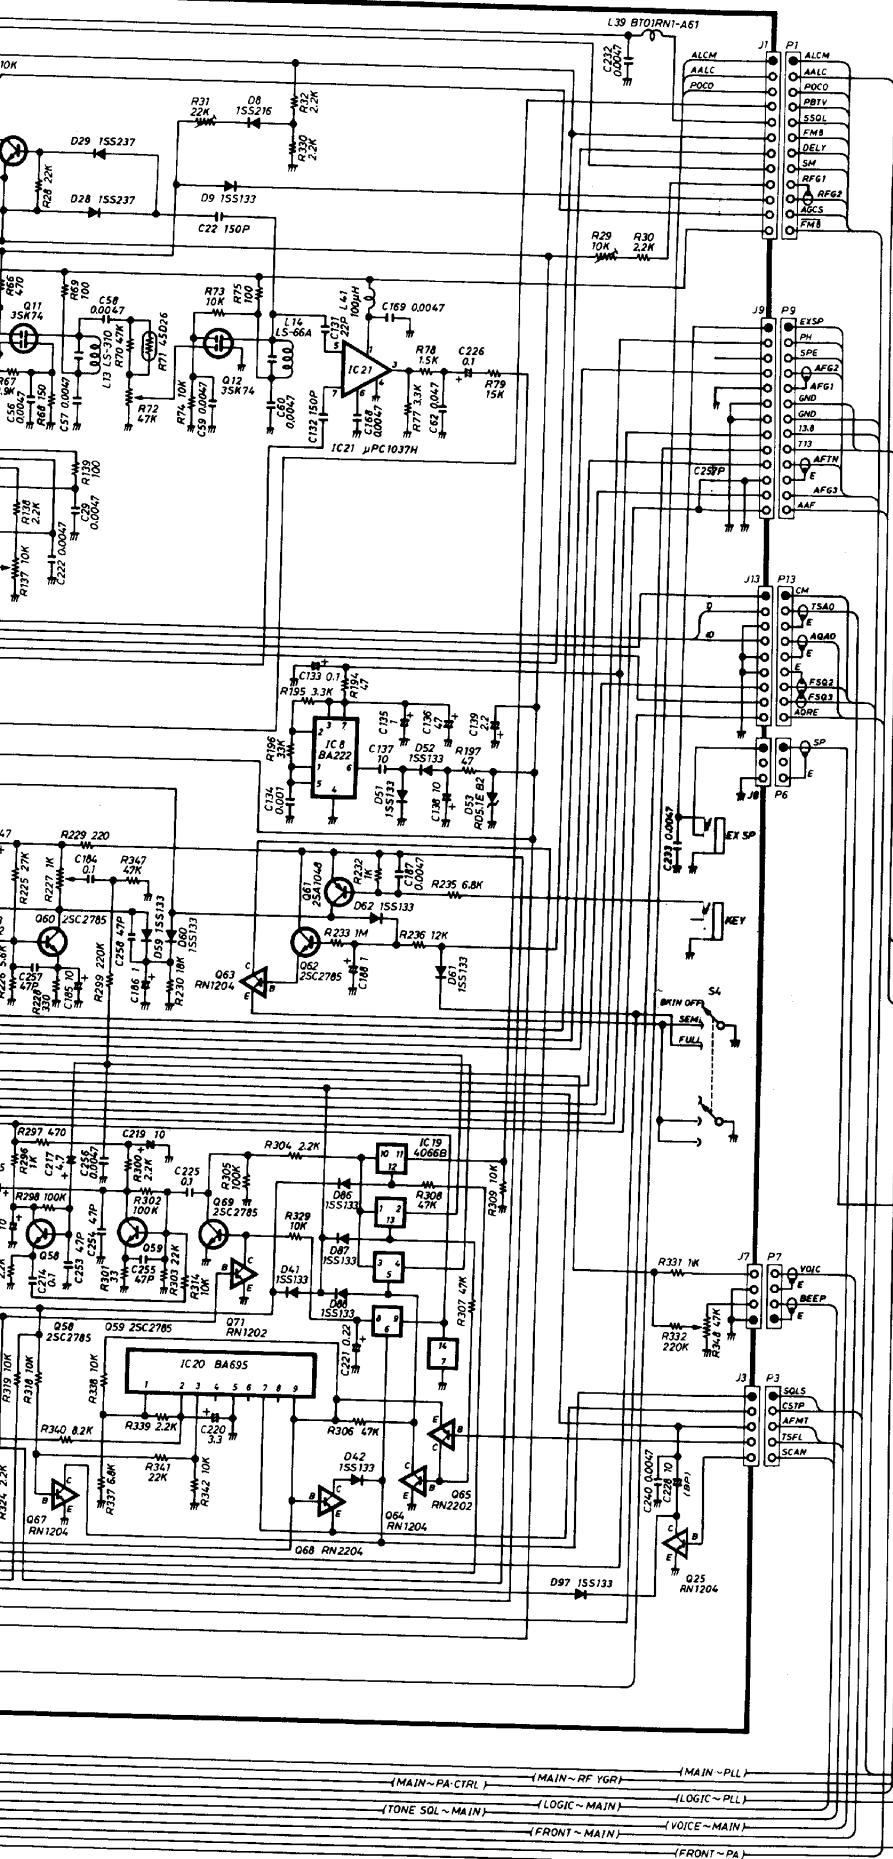 L39 BT01RN1-A61
C232 0.0047
J1 P1
ALCM
AALC
POCO
ALCM
AALC
POCO
PBTV
SSQL
FM8
DELY
SM
RFG1
RFG2
AGCS
FM8
10K
R31 22K
D8 1SS216
R32 2.2K
R330 2.2K
D29 1SS237
R28 22K
D28 1SS237
D9 1SS133
C22 150P
R29 10K
R30 2.2K
R66 470
R69 100
Q11 3SK74
C58 0.0047
L13 LS-310
R70 47K
R71 45D26
R73 10K
R75 100
L14 LS-66A
C131 22P
L41 100μH
C169 0.0047
IC21
R78 1.5K
C226 0.1
R79 15K
C56 0.0047
R68 150
C57 0.0047
R72 47K
R74 10K
C59 0.0047
Q12 3SK74
C60 0.0047
C132 150P
C168 0.0047
R77 3.3K
C62 0.047
IC21 μPC1037H
J9 P9
EXSP
PH
SPE
AFG2
AFG1
GND
GND
13.8
T13
AFTN
E
AFG3
AAF
C257P
R139 100
R138 2.2K
C29 0.0047
R137 10K
C222 0.0047
J13 P13
CM
TSAO
E
AQAO
E
E
FSQ2
FSQ3
AORE
C133 0.1
R194 47
R195 3.3K
R196 33K
IC8 BA222
C135 1
C136 47
C139 2.2
C137 10
D52 1SS133
R197 47
C134 0.001
D51 1SS133
C138 10
D53 RD5.1E B2
SP
E
J8 P6
C233 0.0047
EX SP
KEY
R229 220
R225 27K
R227 1K
C184 0.1
R347 47K
Q60 2SC2785
C258 47P
D59 1SS133
D60 1SS133
Q61 2SA1048
R232 1K
C187 0.0047
R235 6.8K
D62 1SS133
R233 1M
R236 12K
Q62 2SC2785
C188 1
D61 1SS133
Q63 RN1204
C257 47P
R228 330
C185 10
R299 220K
C186 1
R230 18K
S4
BKIN OFF
SEMI
FULL
R297 470
R296 1K
C217 4.7
C256 0.0047
C219 10
R300 2.2K
R298 100K
R302 100K
C225 0.1
R305 100K
R304 2.2K
IC19 4066B
R309 10K
Q69 2SC2785
R329 10K
D86 1SS133
R308 47K
D87 1SS133
Q58
C214 0.1
C253 47P
C254 47P
R301 33
Q59
C255 47P
R303 22K
R314 10K
D41 1SS133
D88 1SS133
R307 47K
C221 0.22
Q58 2SC2785
Q59 2SC2785
Q71 RN1202
J7 P7
R331 1K
R332 220K
R348 47K
VOIC
E
BEEP
E
IC20 BA695
R319 10K
R318 10K
R338 10K
R340 8.2K
R339 2.2K
C220 3.3
R306 47K
R341 22K
R337 6.8K
R342 10K
D42 1SS133
Q64 RN1204
Q65 RN2202
R324 2.2K
Q67 RN1204
Q68 RN2204
J3 P3
SQLS
CSTP
AFMT
TSFL
SCAN
C240 0.0047
C228 10 (BP)
D97 1SS133
Q25 RN1204
(MAIN~PLL)
(MAIN~PA·CTRL)
(MAIN~RF YGR)
(LOGIC~PLL)
(TONE SQL~MAIN)
(LOGIC~MAIN)
(VOICE~MAIN)
(FRONT~MAIN)
(FRONT~PA)